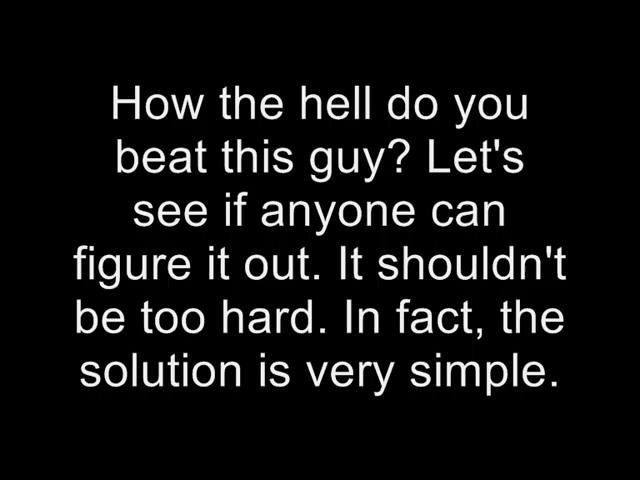 How the hell do you
beat this guy? Let's
see if anyone can
figure it out. It shouldn't
be too hard. In fact, the
solution is very simple.